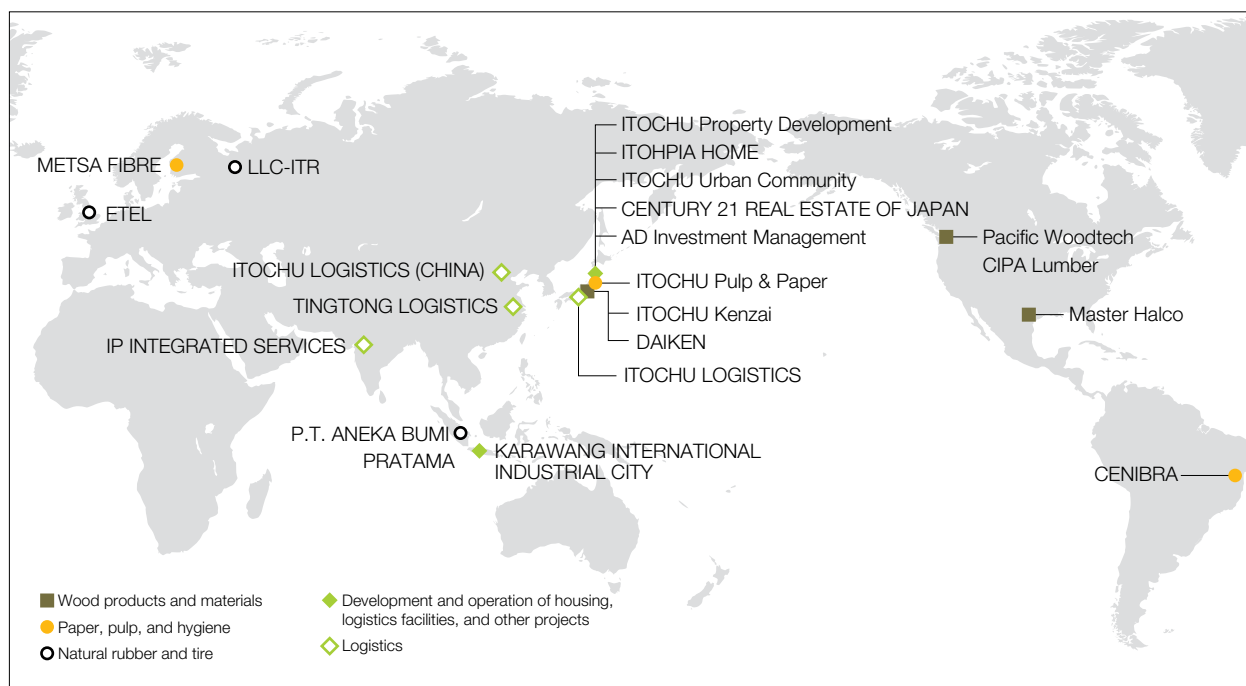 METSA FIBRE
LLC-ITR
ETEL
ITOCHU LOGISTICS (CHINA)
TINGTONG LOGISTICS
IP INTEGRATED SERVICES
P.T. ANEKA BUMI
PRATAMA
KARAWANG INTERNATIONAL
INDUSTRIAL CITY
ITOCHU Property Development
ITOHPIA HOME
ITOCHU Urban Community
CENTURY 21 REAL ESTATE OF JAPAN
AD Investment Management
ITOCHU Pulp & Paper
ITOCHU Kenzai
DAIKEN
ITOCHU LOGISTICS
Pacific Woodtech
CIPA Lumber
Master Halco
CENIBRA
Wood products and materials
Paper, pulp, and hygiene
Natural rubber and tire
Development and operation of housing,
logistics facilities, and other projects
Logistics